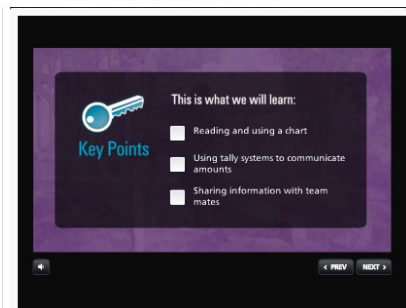 This is what we will learn:
Key Points
Reading and using a chart
Using tally systems to communicate
amounts
Sharing information with team
mates
< PREV
NEXT >